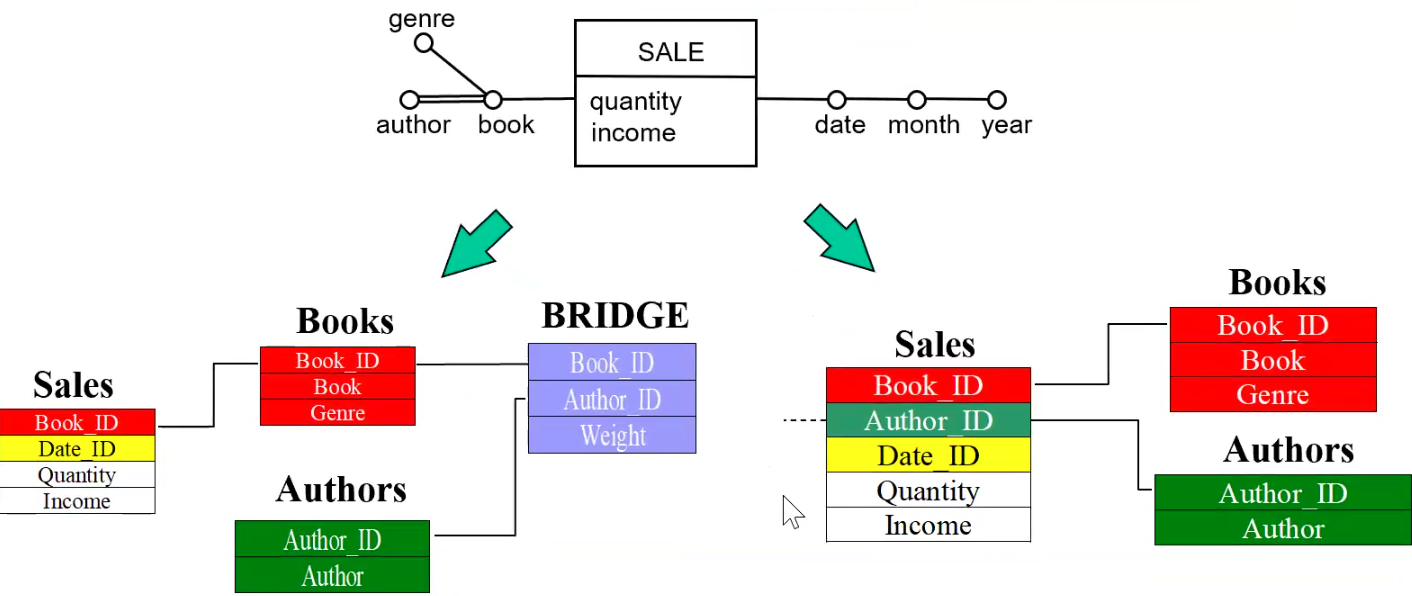 genre
SALE
quantity
income
author
book
date
month
year
Books
Book_ID
Book
Genre
BRIDGE
Book_ID
Author_ID
Weight
Sales
Book_ID
Date_ID
Quantity
Income
Authors
Author_ID
Author
Sales
Book_ID
Author_ID
Date_ID
Quantity
Income
Books
Book_ID
Book
Genre
Authors
Author_ID
Author